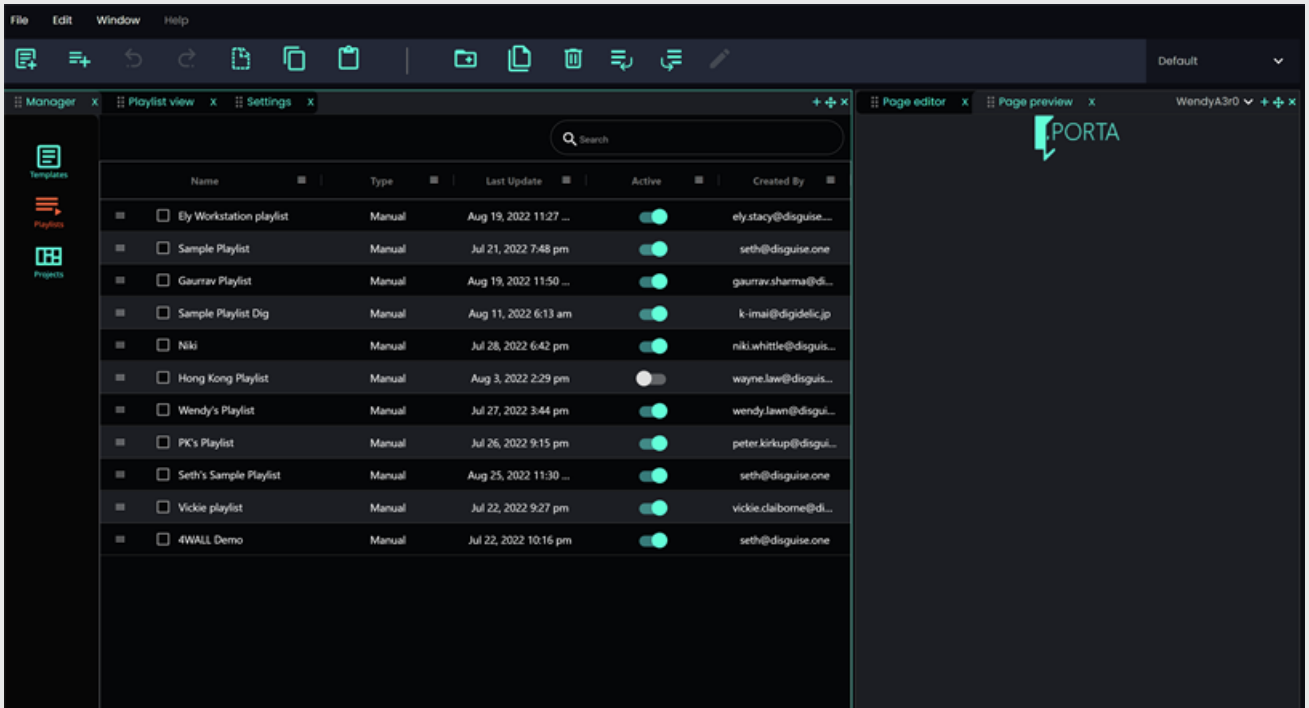 File Edit Window Help
Default
Manager X Playlist view X Settings X
Page editor X Page preview X WendyA3r0
PORTA
Search
Templates
Playlists
Projects
Name Type Last Update Active Created By
Ely Workstation playlist Manual Aug 19, 2022 11:27 ... ely.stacy@disguise....
Sample Playlist Manual Jul 21, 2022 7:48 pm seth@disguise.one
Gaurrav Playlist Manual Aug 19, 2022 11:50 ... gaurrav.sharma@di...
Sample Playlist Dig Manual Aug 11, 2022 6:13 am k-imai@digidelic.jp
Niki Manual Jul 28, 2022 6:42 pm niki.whittle@disguis...
Hong Kong Playlist Manual Aug 3, 2022 2:29 pm wayne.law@disguis...
Wendy's Playlist Manual Jul 27, 2022 3:44 pm wendy.lawn@disgui...
PK's Playlist Manual Jul 26, 2022 9:15 pm peter.kirkup@disgui...
Seth's Sample Playlist Manual Aug 25, 2022 11:30 ... seth@disguise.one
Vickie playlist Manual Jul 22, 2022 9:27 pm vickie.claiborne@di...
4WALL Demo Manual Jul 22, 2022 10:16 pm seth@disguise.one